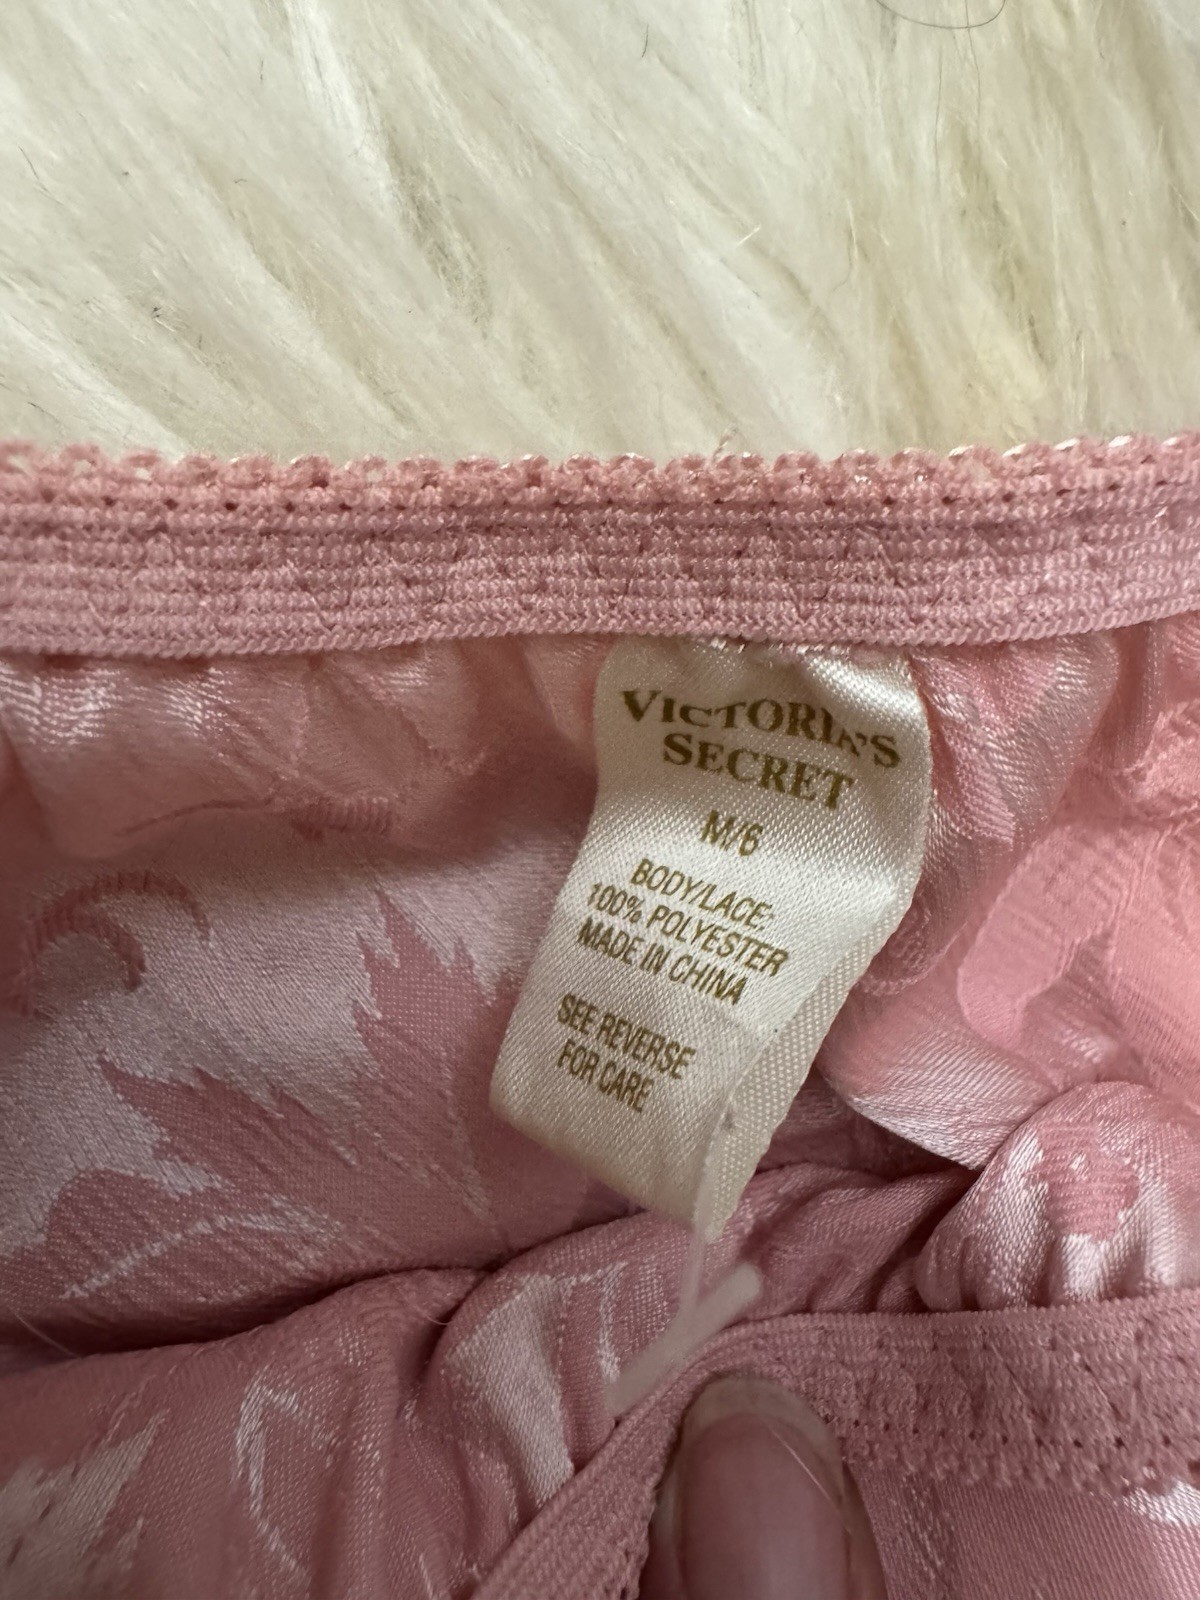 VICTORIA'S
SECRET
M/6
BODY/LACE:
100% POLYESTER
MADE IN CHINA
SEE REVERSE
FOR CARE